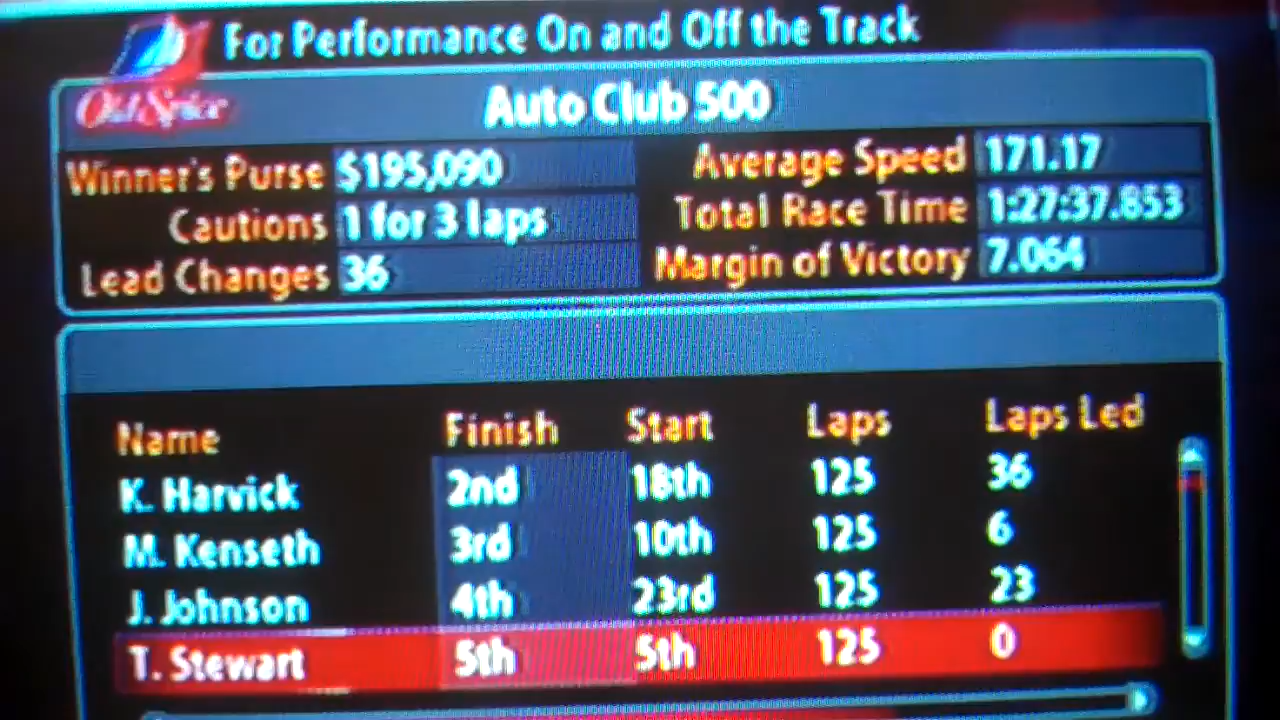 For Performance On and Off the Track
Old Spice
Auto Club 500
Winner's Purse $195,090 Average Speed 171.17
Cautions 1 for 3 laps Total Race Time 1:27:37.853
Lead Changes 36 Margin of Victory 7.064
Name Finish Start Laps Laps Led
K. Harvick 2nd 18th 125 36
M. Kenseth 3rd 10th 125 6
J. Johnson 4th 23rd 125 23
T. Stewart 5th 5th 125 0